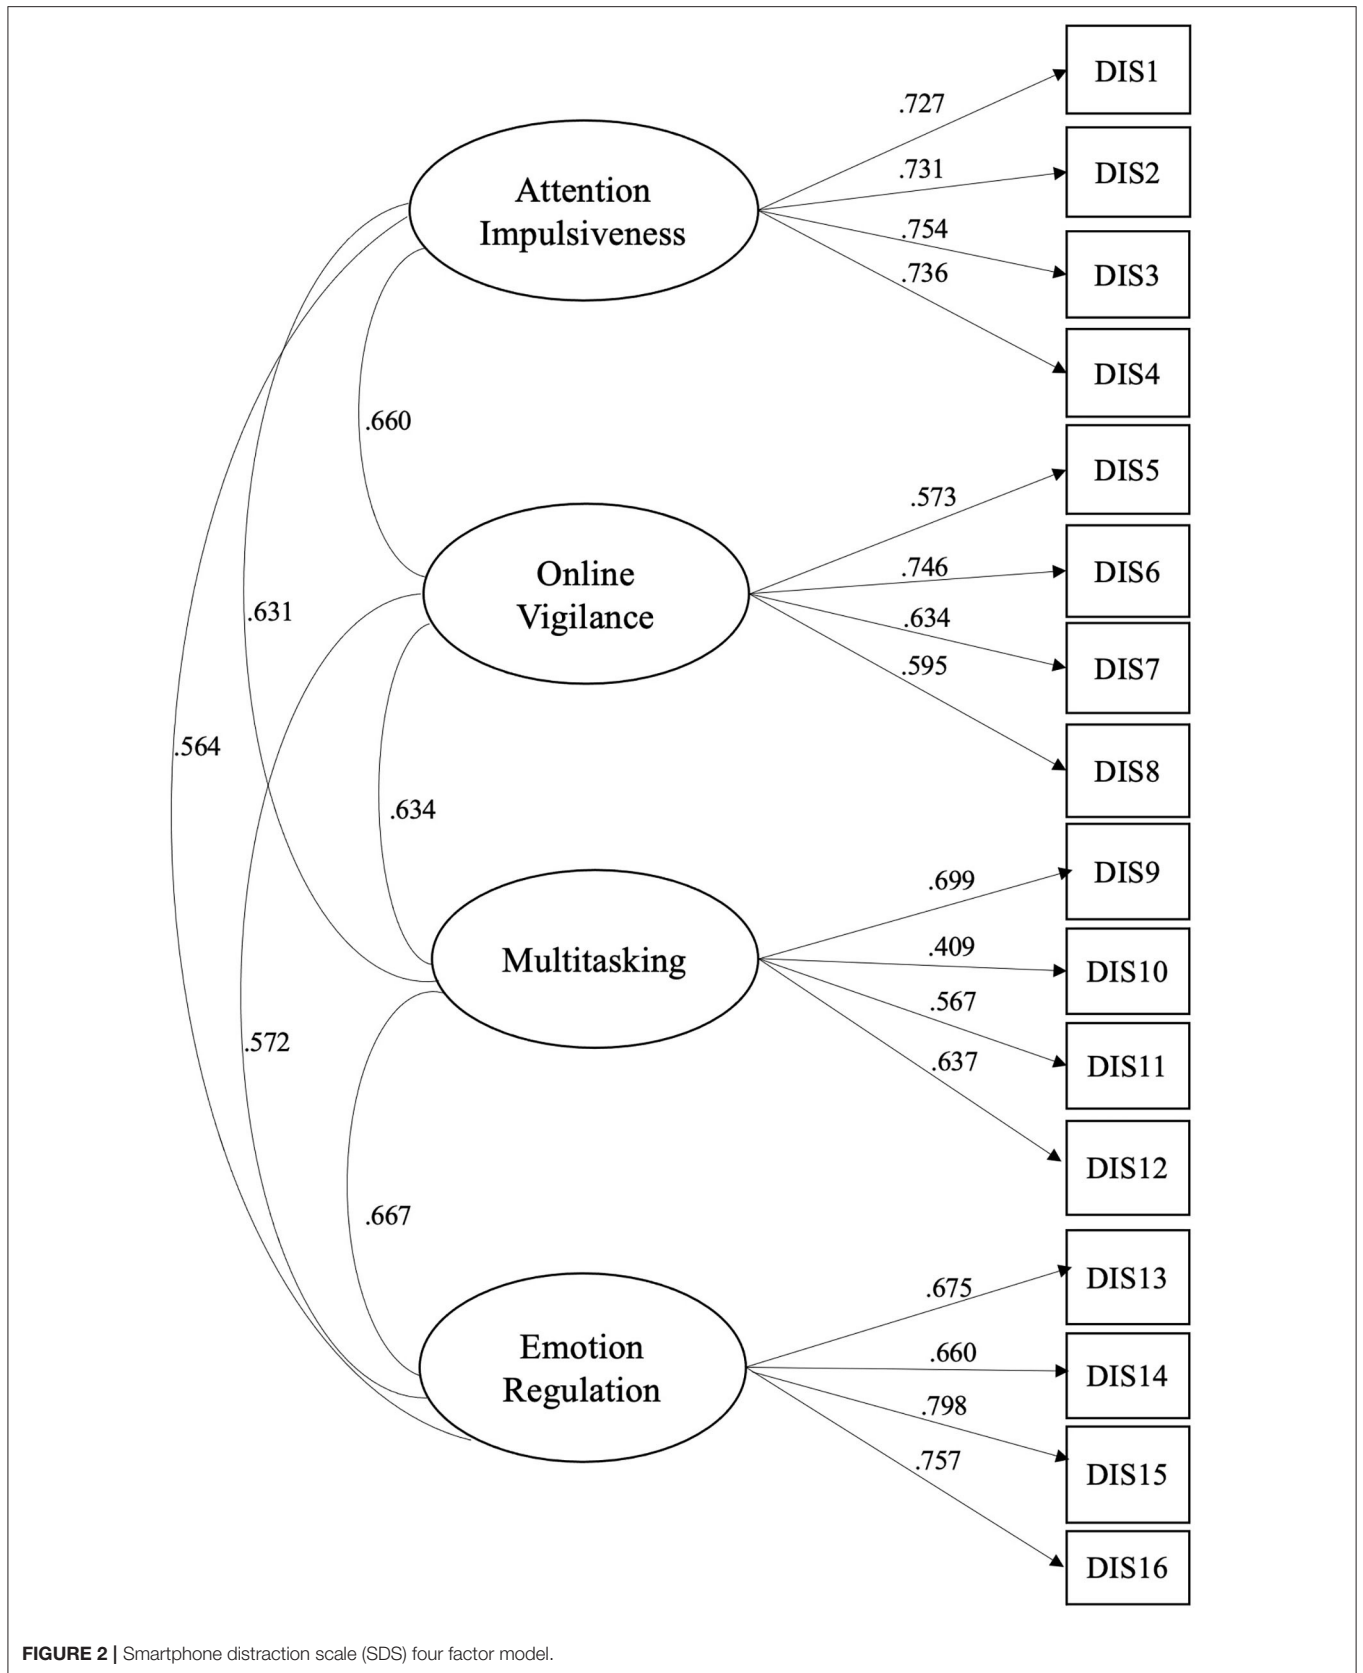 DIS1
.727
Attention
Impulsiveness
.731
DIS2
.754
DIS3
.736
DIS4
.660
DIS5
.573
Online
Vigilance
.746
DIS6
.634
DIS7
.595
DIS8
.631
.564
.634
DIS9
.699
Multitasking
.409
DIS10
.567
DIS11
.637
DIS12
.572
.667
DIS13
.675
Emotion
Regulation
.660
DIS14
.798
DIS15
.757
DIS16
FIGURE 2 | Smartphone distraction scale (SDS) four factor model.